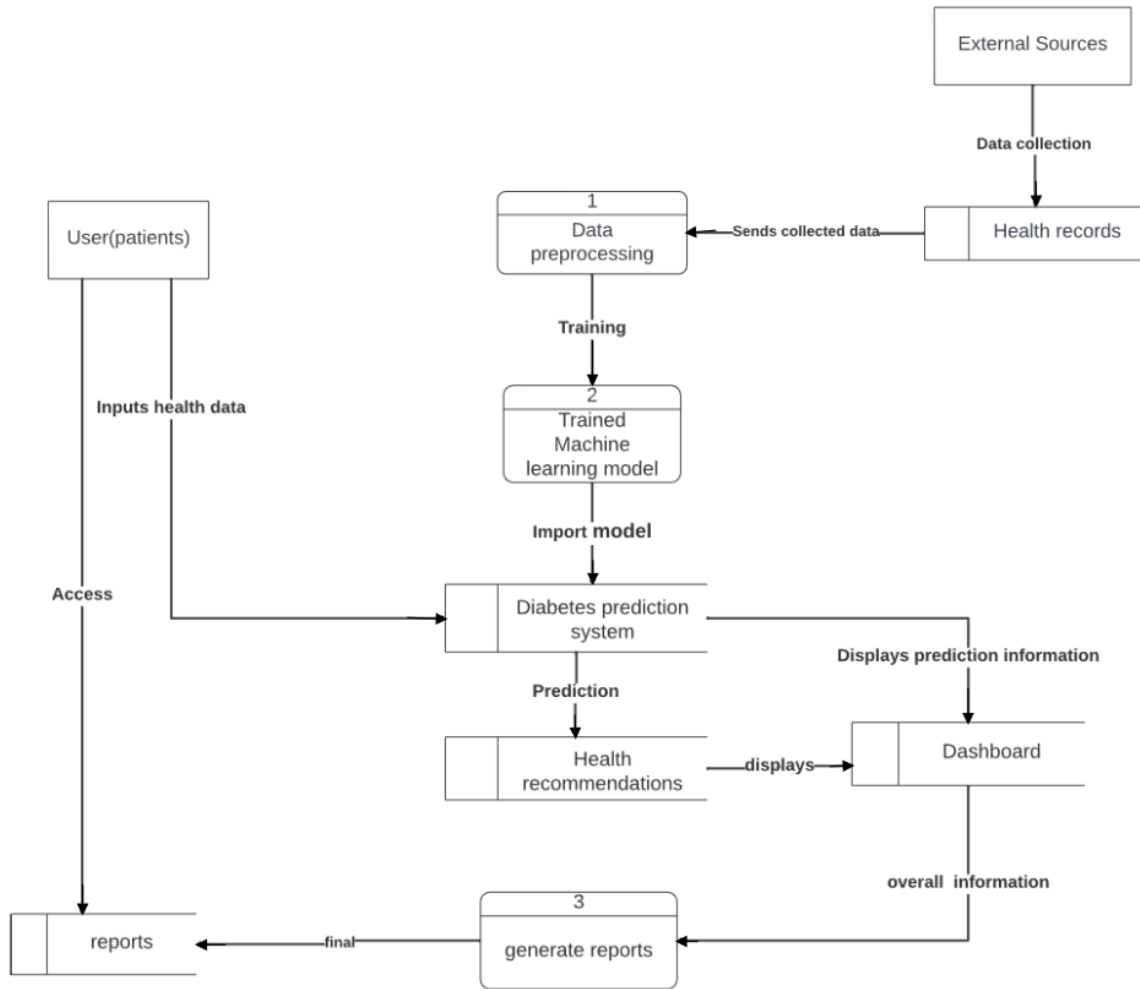 External Sources
Data collection
1
Data
preprocessing
Sends collected data
Health records
User(patients)
Training
Inputs health data
2
Trained
Machine
learning model
Import model
Access
Diabetes prediction
system
Displays prediction information
Prediction
Health
recommendations
displays
Dashboard
overall information
3
generate reports
final
reports